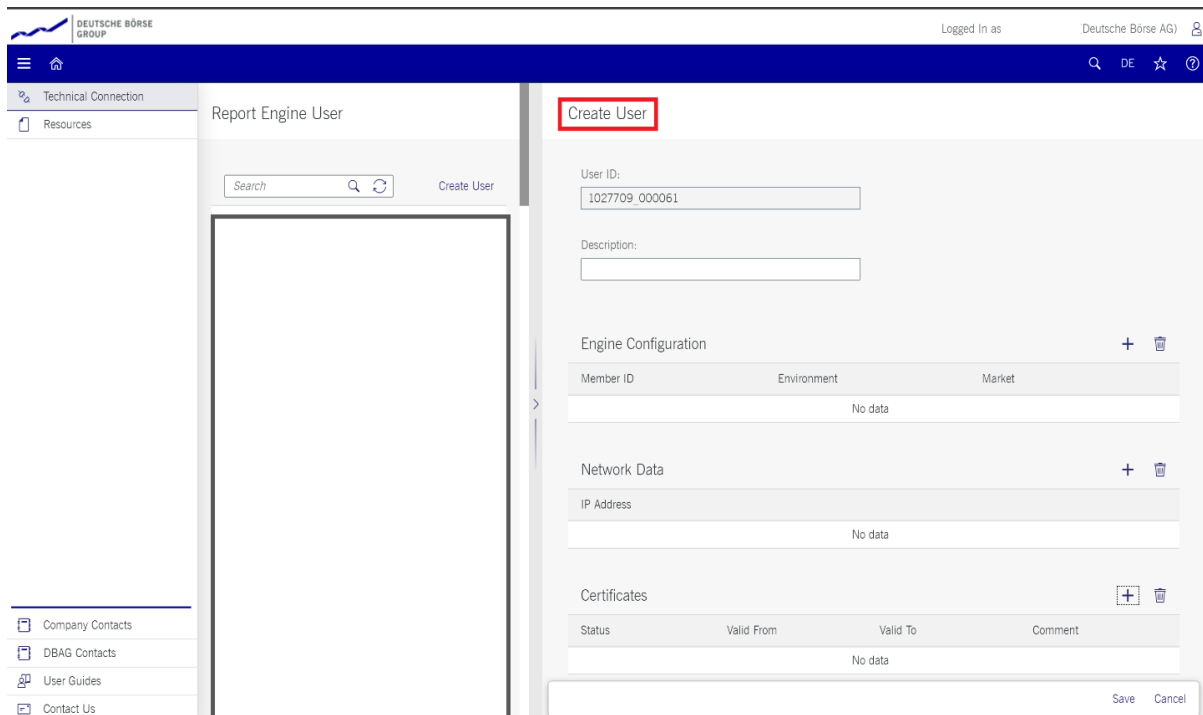 DEUTSCHE BÖRSE
GROUP
Logged In as Deutsche Börse AG)
DE
Technical Connection
Resources
Report Engine User
Search
Create User
Create User
User ID:
1027709_000061
Description:
Engine Configuration
Member ID Environment Market
No data
Network Data
IP Address
No data
Certificates
Status Valid From Valid To Comment
No data
Company Contacts
DBAG Contacts
User Guides
Contact Us
Save Cancel